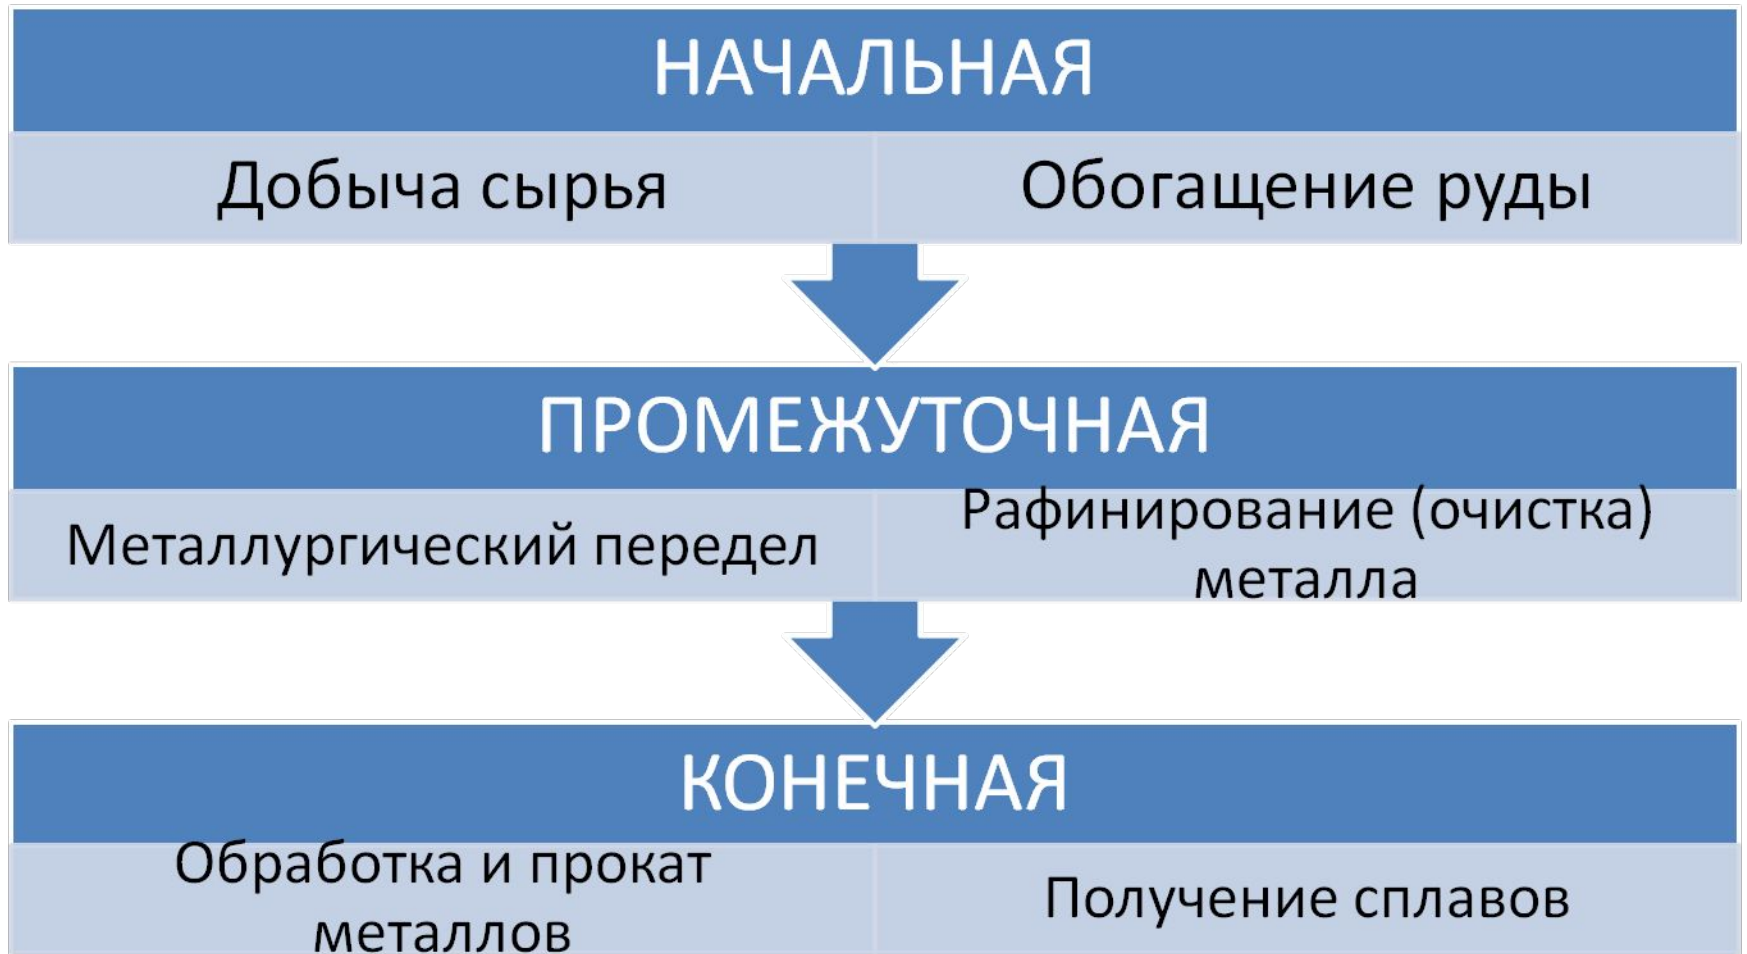 НАЧАЛЬНАЯ
Добыча сырья
Обогащение руды
ПРОМЕЖУТОЧНАЯ
Металлургический передел
Рафинирование (очистка)
металла
КОНЕЧНАЯ
Обработка и прокат
металлов
Получение сплавов